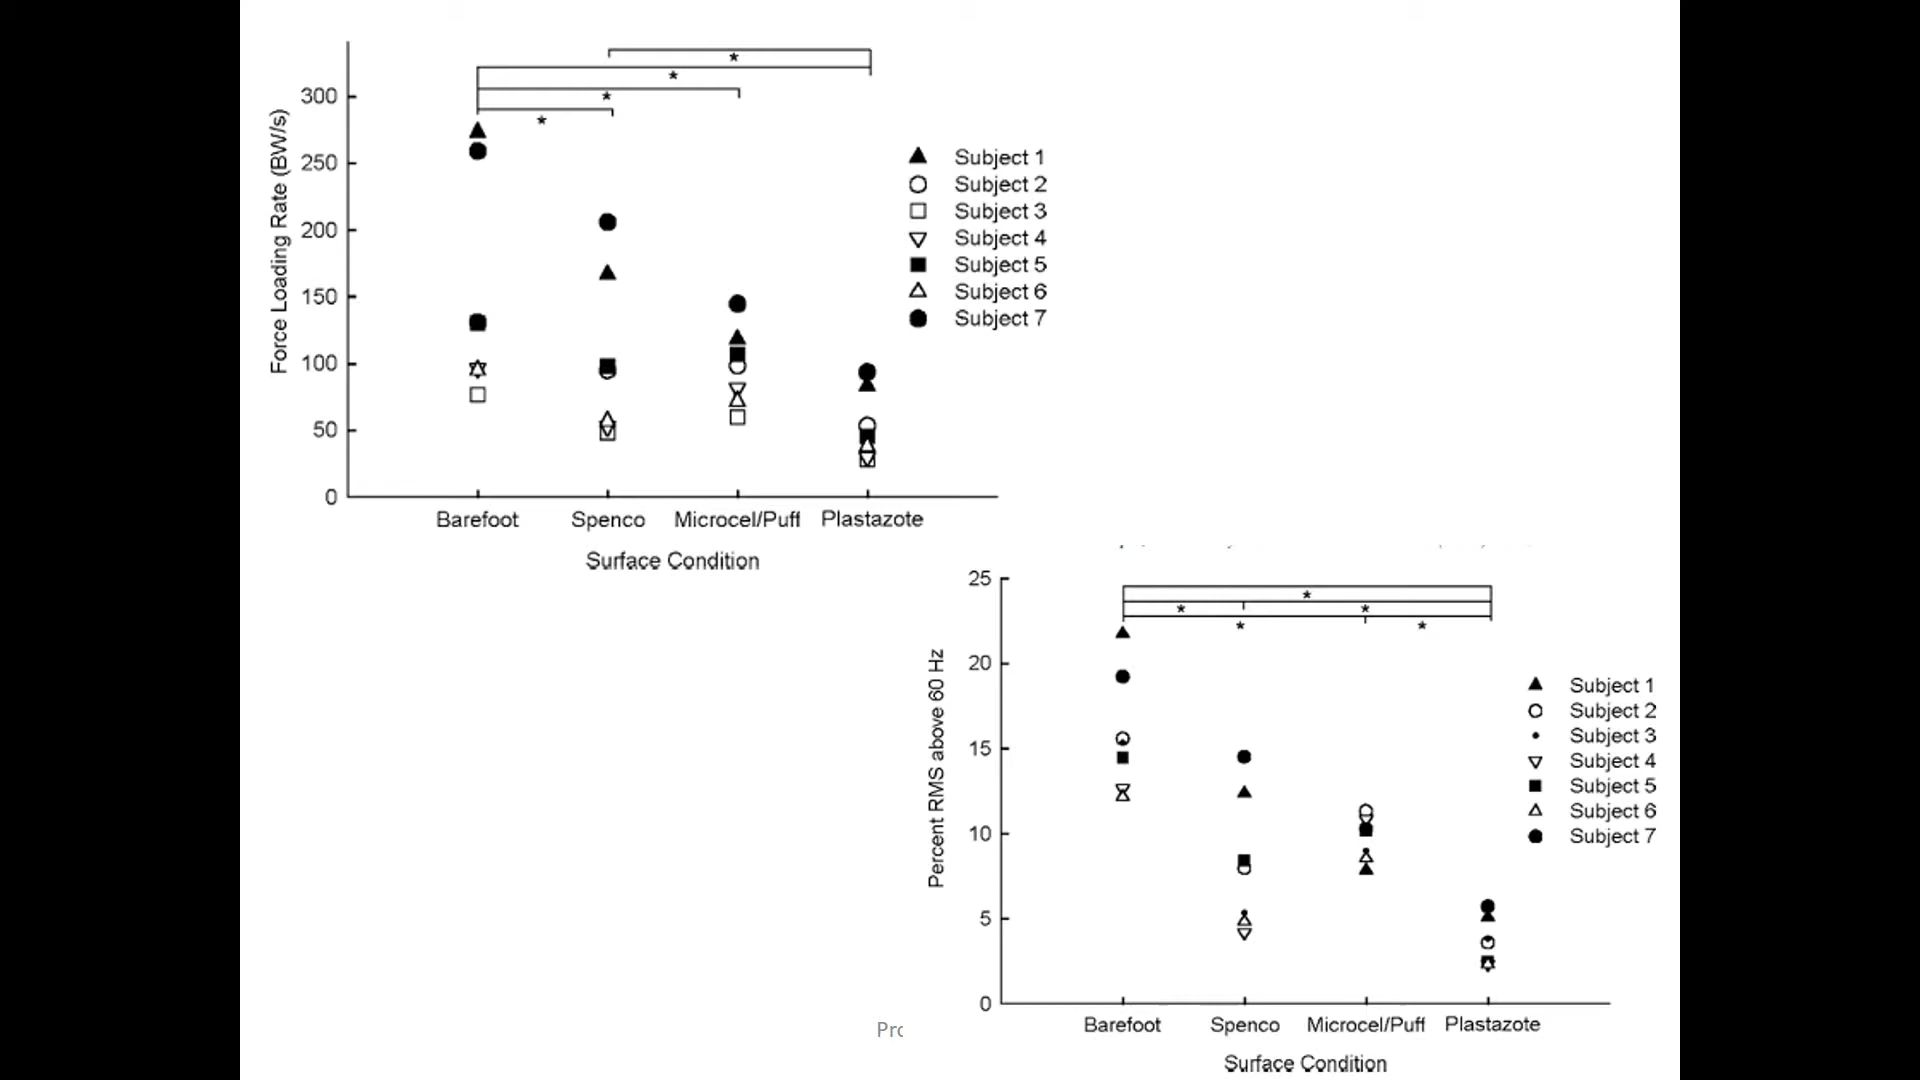 *
*
300 *
*
Force Loading Rate (BW/s)
250
200
150
100
50
0
Subject 1
Subject 2
Subject 3
Subject 4
Subject 5
Subject 6
Subject 7
Barefoot Spenco Microcel/Puff Plastazote
Surface Condition
25
*
* *
* *
Percent RMS above 60 Hz
20
15
10
5
0
Subject 1
Subject 2
Subject 3
Subject 4
Subject 5
Subject 6
Subject 7
Barefoot Spenco Microcel/Puff Plastazote
Surface Condition